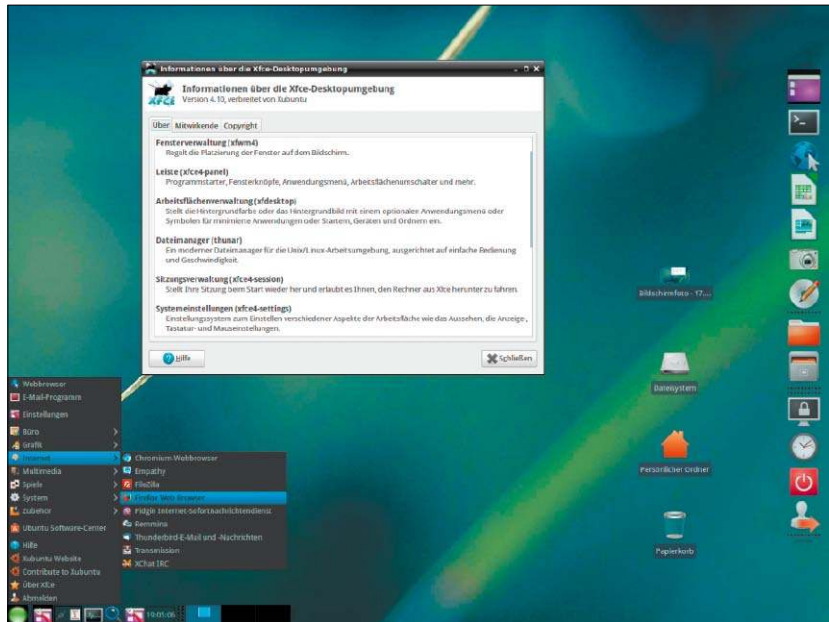 Informationen über die Xfce-Desktopumgebung
Informationen über die Xfce-Desktopumgebung
XFCE
Version 4.10, verbreitet von Xubuntu
Über Mitwirkende Copyright
Fensterverwaltung (xfwm4)
Regelt die Platzierung der Fenster auf dem Bildschirm.
Leiste (xfce4-panel)
Programmstarter, Fensterknöpfe, Anwendungsmenü, Arbeitsflächenumschalter und mehr.
Arbeitsflächenverwaltung (xfdesktop)
Stellt die Hintergrundfarbe oder das Hintergrundbild mit einem optionalen Anwendungsmenü oder
Symbolen für minimierte Anwendungen oder Startern, Geräten und Ordnern ein.
Dateimanager (thunar)
Ein moderner Dateimanager für die Unix/Linux-Arbeitsumgebung, ausgerichtet auf einfache Bedienung
und Geschwindigkeit.
Sitzungsverwaltung (xfce4-session)
Stellt Ihre Sitzung beim Start wieder her und erlaubt es Ihnen, den Rechner aus Xfce herunter zu fahren.
Systemeinstellungen (xfce4-settings)
Einstellungssystem zum Einstellen verschiedener Aspekte der Arbeitsfläche wie das Aussehen, die Anzeige,
Tastatur- und Mauseinstellungen.
Hilfe
Schließen
Bildschirmfoto - 17....
Dateisystem
Persönlicher Ordner
Papierkorb
Webbrowser
E-Mail-Programm
Einstellungen
Büro
Grafik
Internet
Multimedia
Spiele
System
Zubehör
Ubuntu Software-Center
Hilfe
Xubuntu Website
Contribute to Xubuntu
Über Xfce
Abmelden
Chromium-Webbrowser
Empathy
FileZilla
Firefox Web Browser
Pidgin Internet-Sofortnachrichtendienst
Remmina
Thunderbird-E-Mail und -Nachrichten
Transmission
XChat IRC
19:05:06